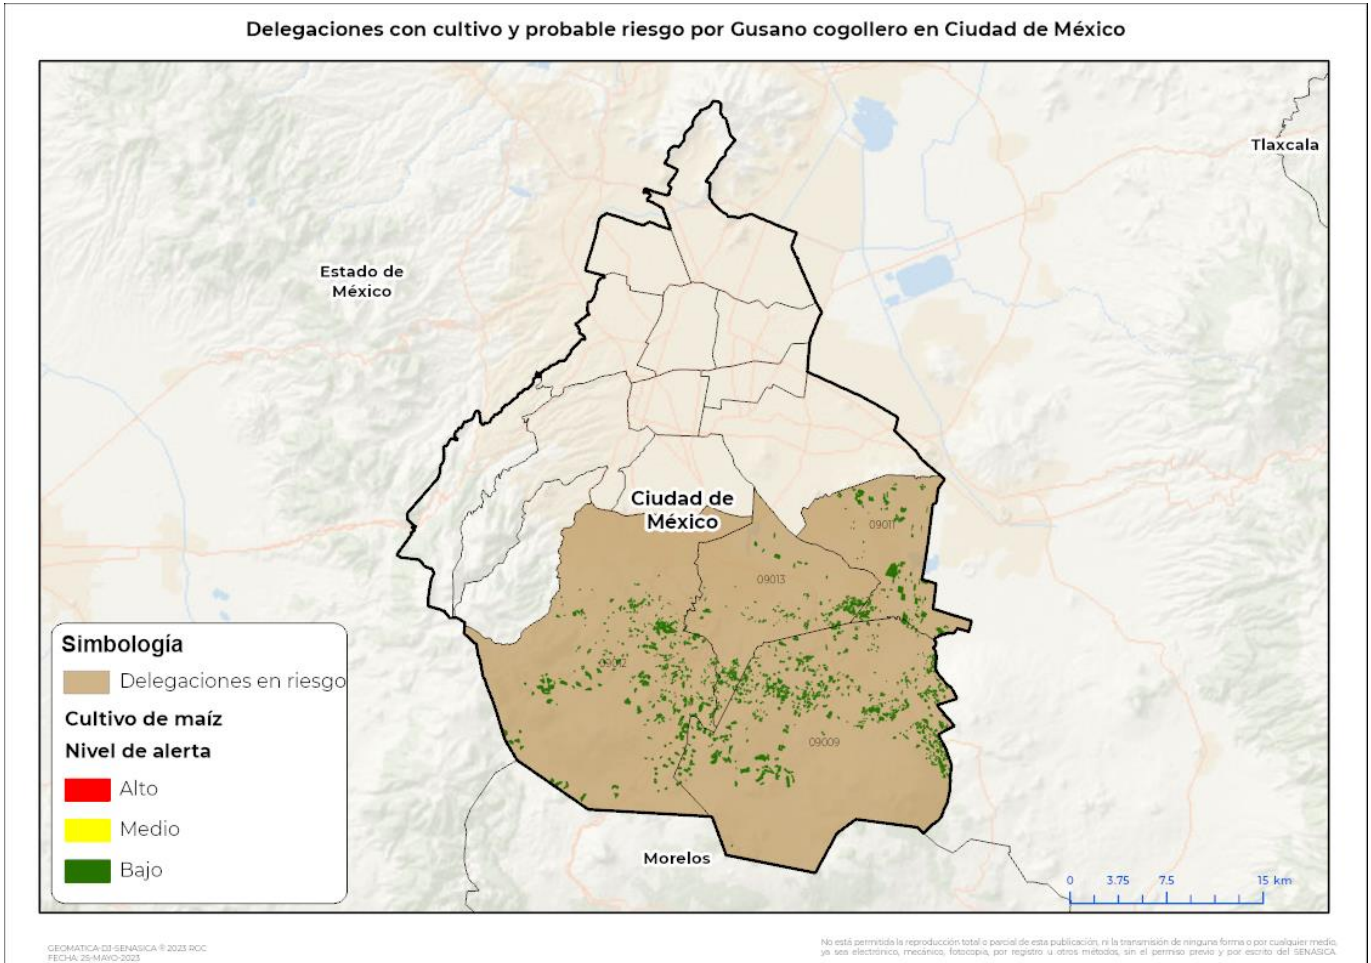 Delegaciones con cultivo y probable riesgo por Gusano cogollero en Ciudad de México
Tlaxcala
Estado de
México
Ciudad de
México
09011
09013
09012
09009
Morelos
Simbología
Delegaciones en riesgo
Cultivo de maíz
Nivel de alerta
Alto
Medio
Bajo
0 3.75 7.5 15 km
GEOMATICA-DJ-SENASICA ® 2023 RGC
FECHA: 25-MAYO-2023
No está permitida la reproducción total o parcial de esta publicación, ni la transmisión de ninguna forma o por cualquier medio,
ya sea electrónico, mecánico, fotocopia, por registro u otros métodos, sin el permiso previo y por escrito del SENASICA.